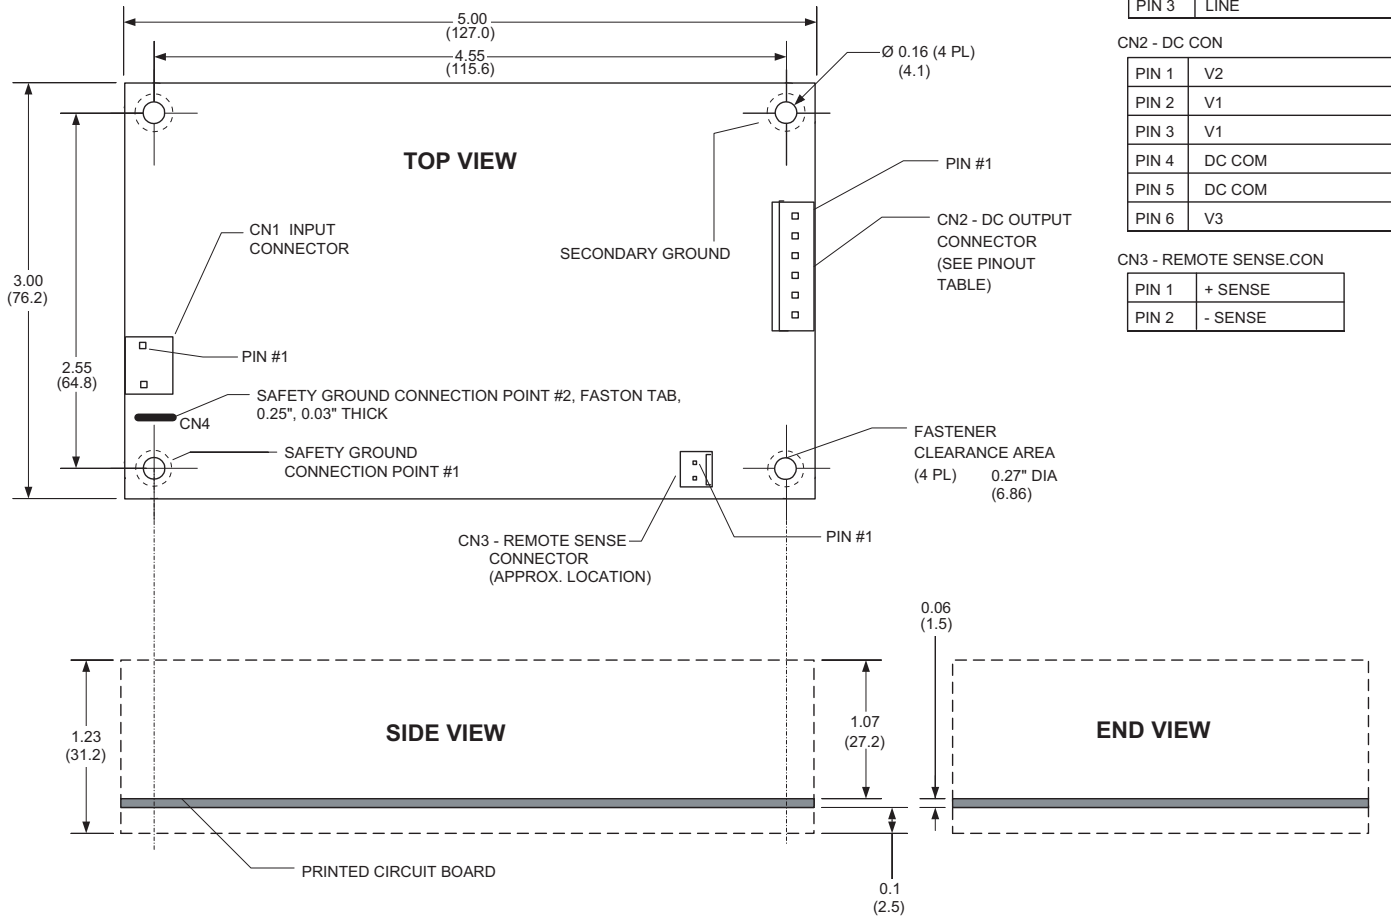 5.00
(127.0)
4.55
(115.6)
Ø 0.16 (4 PL)
(4.1)
TOP VIEW
PIN #1
CN1 INPUT
CONNECTOR
SECONDARY GROUND
CN2 - DC OUTPUT
CONNECTOR
(SEE PINOUT
TABLE)
3.00
(76.2)
2.55
(64.8)
PIN #1
SAFETY GROUND CONNECTION POINT #2, FASTON TAB,
0.25", 0.03" THICK
CN4
SAFETY GROUND
CONNECTION POINT #1
FASTENER
CLEARANCE AREA
(4 PL) 0.27" DIA
(6.86)
CN3 - REMOTE SENSE
CONNECTOR
(APPROX. LOCATION)
PIN #1
PIN 3 LINE
CN2 - DC CON
PIN 1 V2
PIN 2 V1
PIN 3 V1
PIN 4 DC COM
PIN 5 DC COM
PIN 6 V3
CN3 - REMOTE SENSE.CON
PIN 1 + SENSE
PIN 2 - SENSE
1.23
(31.2)
SIDE VIEW
1.07
(27.2)
0.06
(1.5)
END VIEW
PRINTED CIRCUIT BOARD
0.1
(2.5)